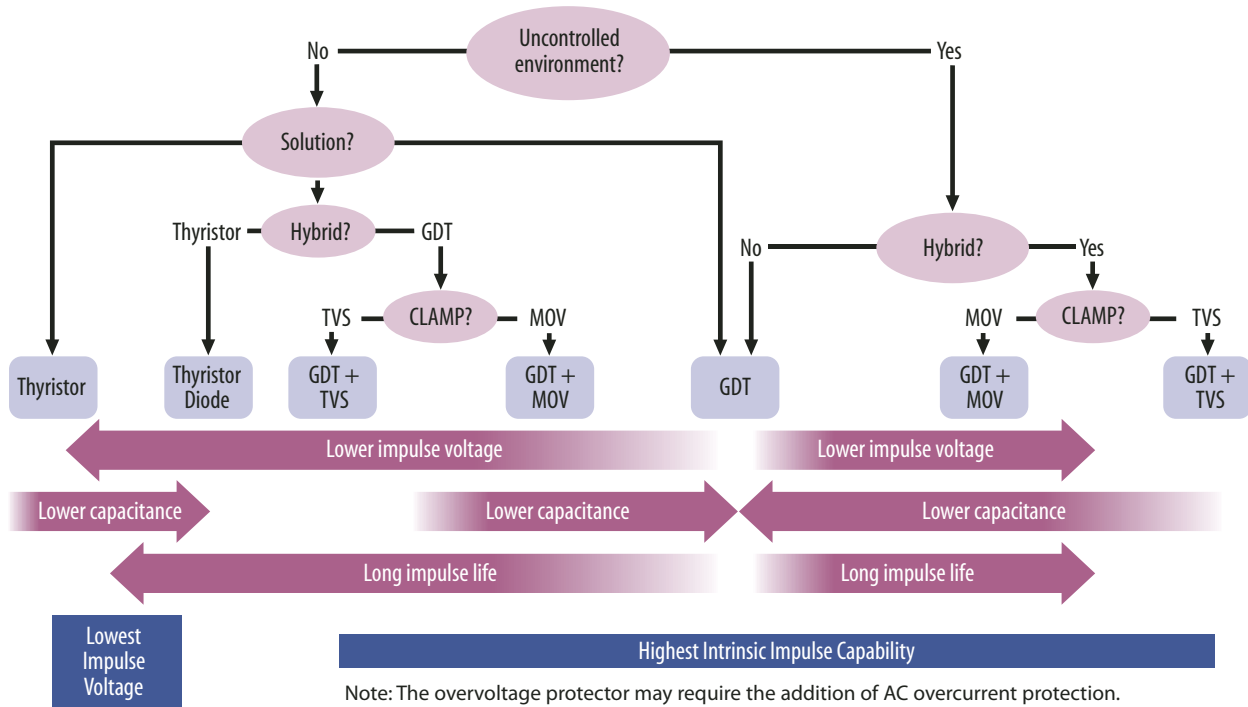 Uncontrolled
environment?
No
Yes
Solution?
Thyristor
Hybrid?
GDT
No
Hybrid?
Yes
TVS
CLAMP?
MOV
MOV
CLAMP?
TVS
Thyristor
Thyristor
Diode
GDT +
TVS
GDT +
MOV
GDT
GDT +
MOV
GDT +
TVS
Lower impulse voltage
Lower impulse voltage
Lower capacitance
Lower capacitance
Lower capacitance
Long impulse life
Long impulse life
Lowest
Impulse
Voltage
Highest Intrinsic Impulse Capability
Note: The overvoltage protector may require the addition of AC overcurrent protection.